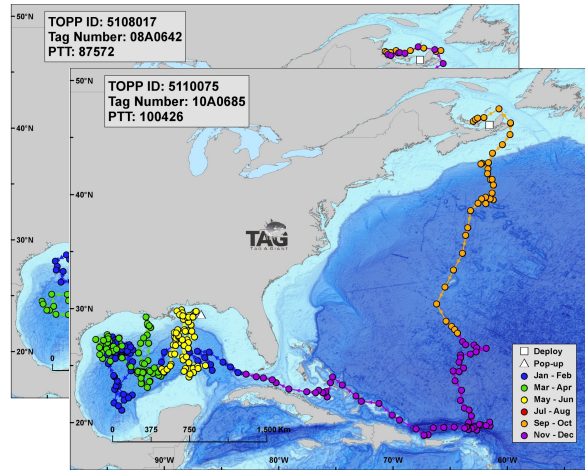 50°N
TOPP ID: 5108017
Tag Number: 08A0642
PTT: 87572
50°N
TOPP ID: 5110075
Tag Number: 10A0685
PTT: 100426
40°N
40°N
TAG
TAG A GIANT
30°N
30°N
20°N
0
Deploy
Pop-up
Jan - Feb
Mar - Apr
May - Jun
Jul - Aug
Sep - Oct
Nov - Dec
20°N
0 375 750 1,500 Km
90°W 80°W 70°W 60°W